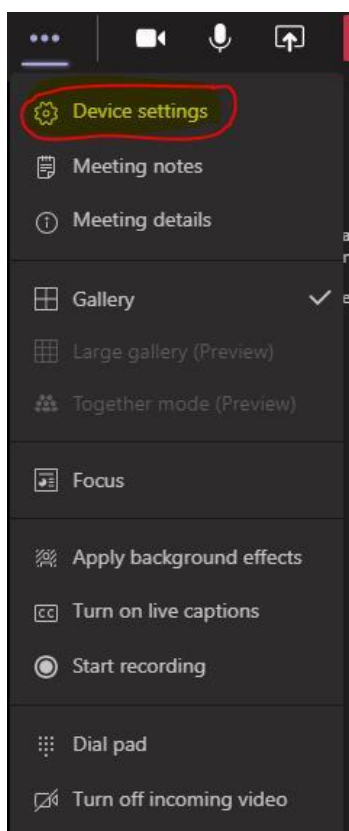 Device settings
Meeting notes
Meeting details
Gallery
Large gallery (Preview)
Together mode (Preview)
Focus
Apply background effects
CC Turn on live captions
Start recording
Dial pad
Turn off incoming video